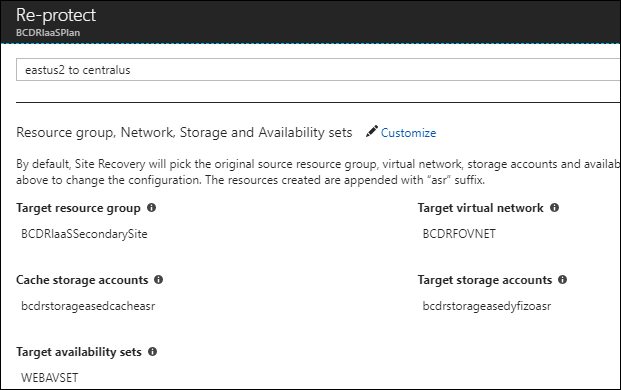 Re-protect
BCDRIaaSPlan
eastus2 to centralus
Resource group, Network, Storage and Availability sets Customize
By default, Site Recovery will pick the original source resource group, virtual network, storage accounts and availab
above to change the configuration. The resources created are appended with “asr” suffix.
Target resource group
Target virtual network
BCDRIaaSSecondarySite
BCDRFOVNET
Cache storage accounts
Target storage accounts
bcdrstorageasedcacheasr
bcdrstorageasedyfizoasr
Target availability sets
WEBAVSET